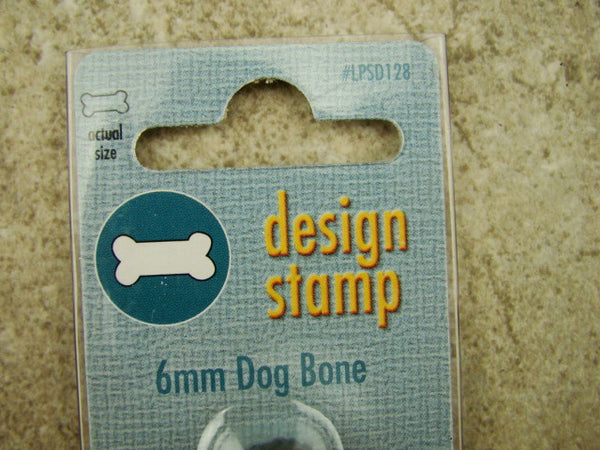 #LPSD128
actual
size
design
stamp
6mm Dog Bone